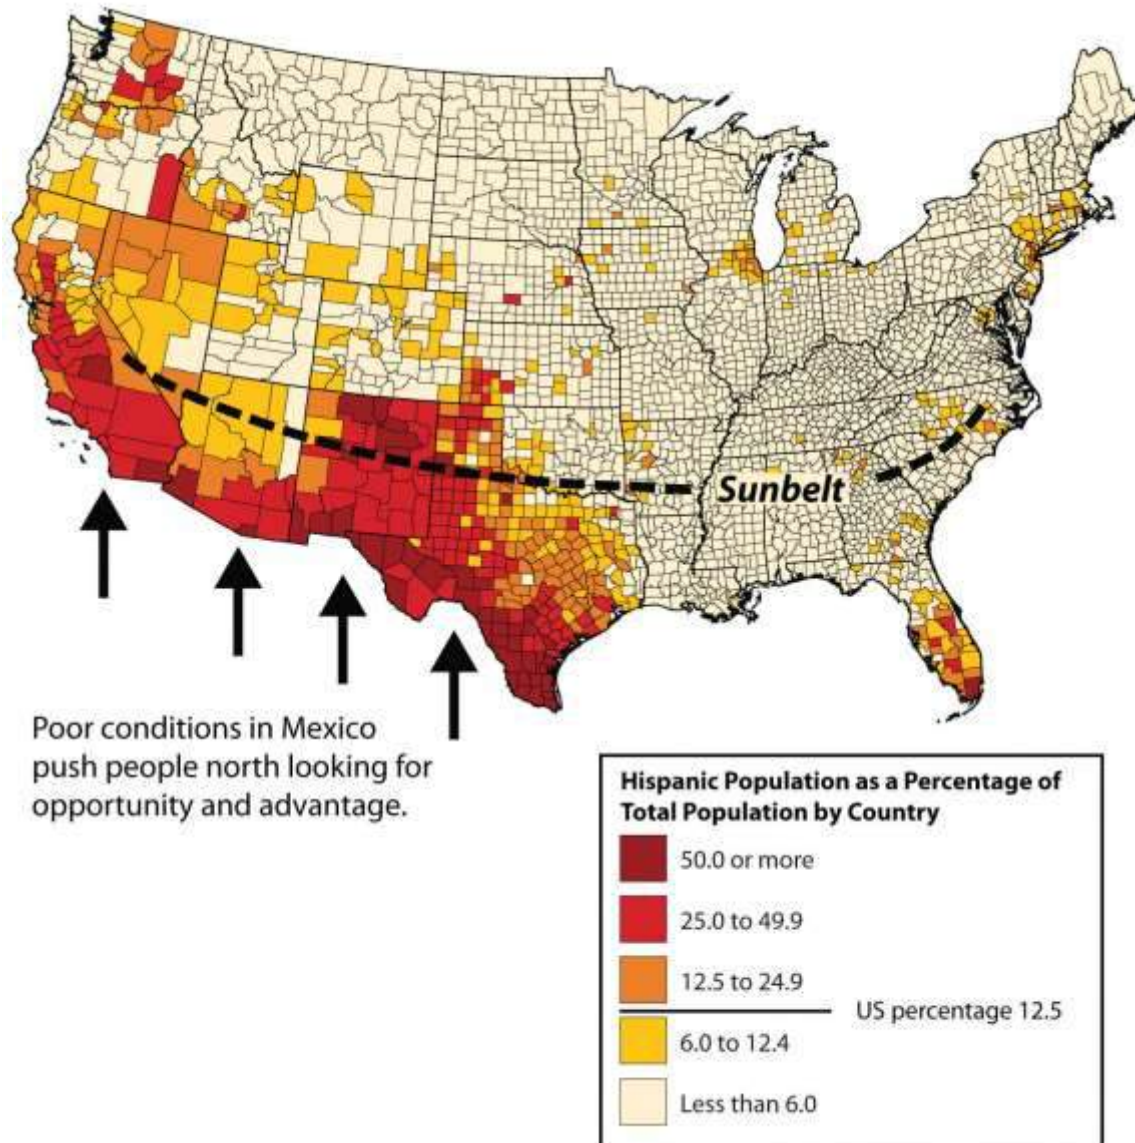 Sunbelt
Poor conditions in Mexico
push people north looking for
opportunity and advantage.
Hispanic Population as a Percentage of
Total Population by Country
50.0 or more
25.0 to 49.9
12.5 to 24.9
US percentage 12.5
6.0 to 12.4
Less than 6.0